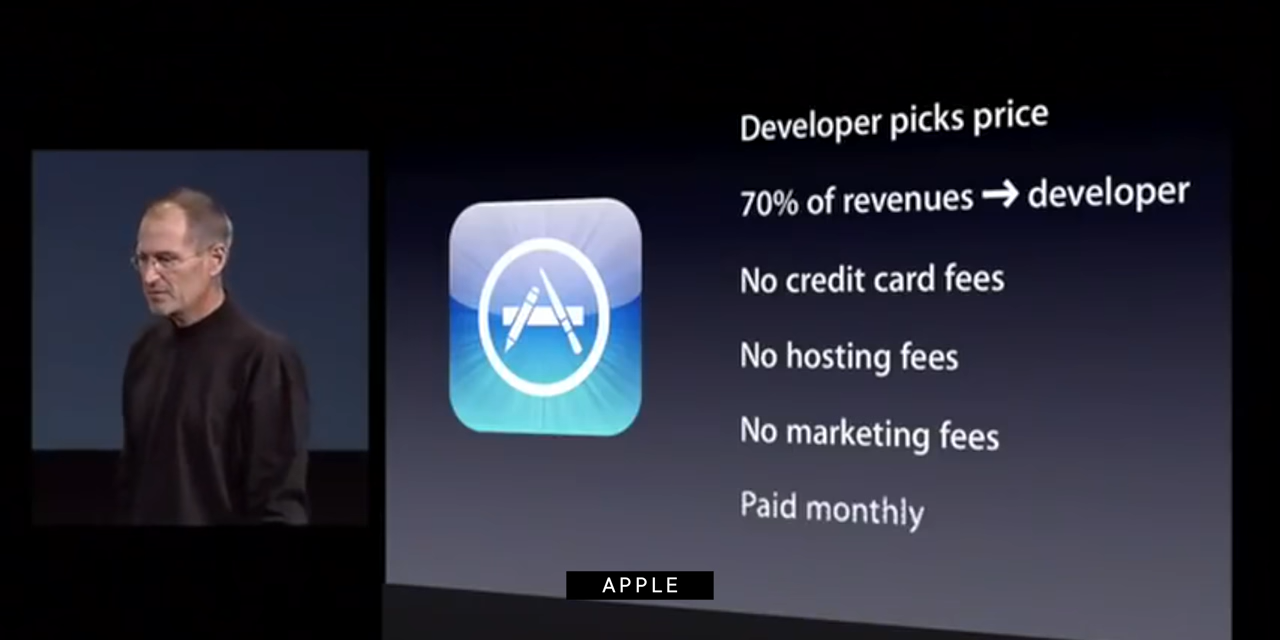 Developer picks price
70% of revenues → developer
No credit card fees
No hosting fees
No marketing fees
Paid monthly
APPLE